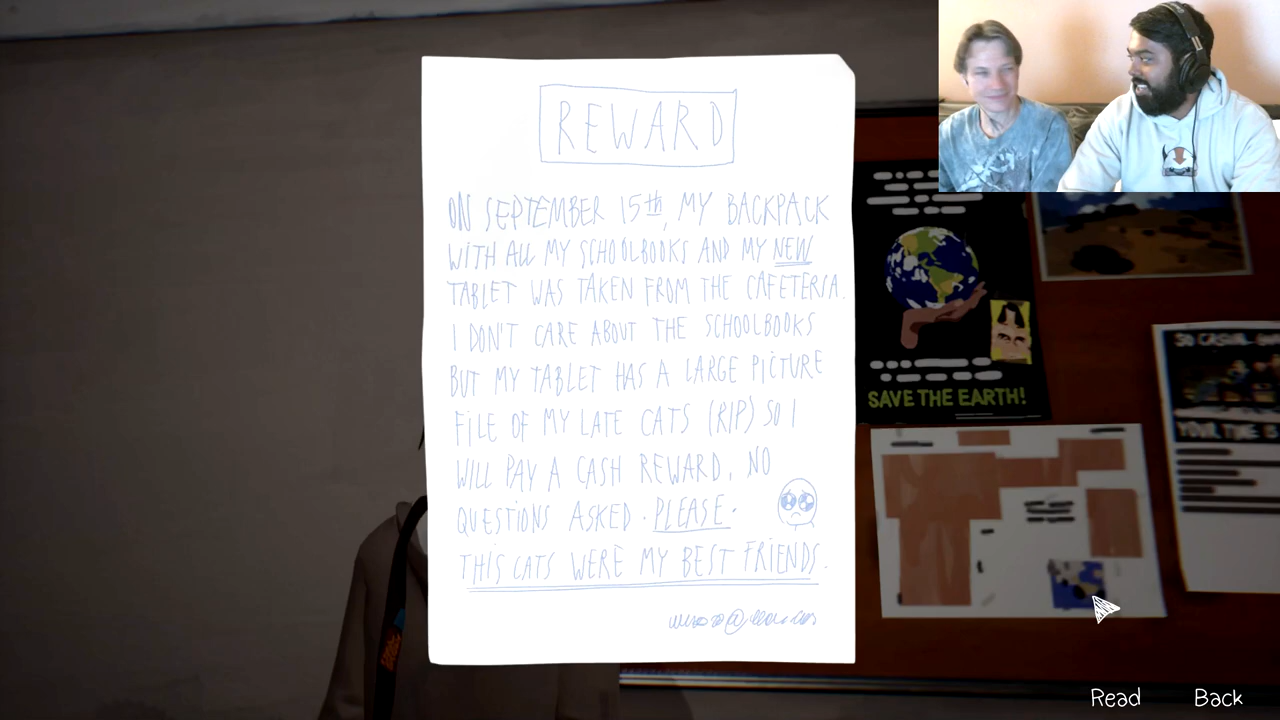 REWARD
ON SEPTEMBER 15th, MY BACKPACK
WITH ALL MY SCHOOLBOOKS AND MY NEW
TABLET WAS TAKEN FROM THE CAFETERIA.
I DON'T CARE ABOUT THE SCHOOLBOOKS
BUT MY TABLET HAS A LARGE PICTURE
FILE OF MY LATE CATS (RIP) SO I
WILL PAY A CASH REWARD, NO
QUESTIONS ASKED. PLEASE.
THIS CATS WERE MY BEST FRIENDS.
SAVE THE EARTH!
SO CASUAL
Read
Back